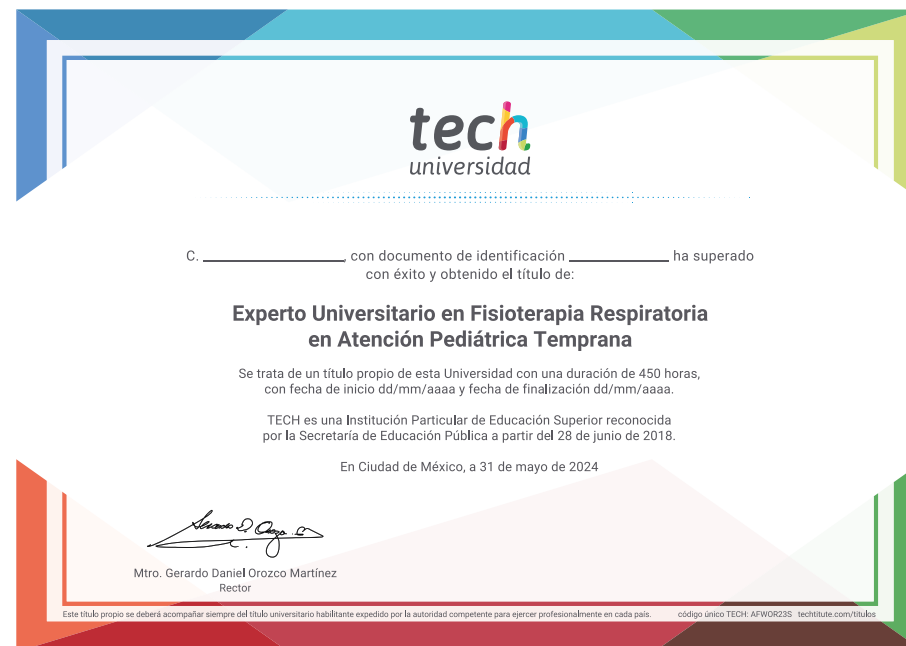 tech
universidad
C. ____________, con documento de identificación ____________ ha superado
con éxito y obtenido el título de:
Experto Universitario en Fisioterapia Respiratoria
en Atención Pediátrica Temprana
Se trata de un título propio de esta Universidad con una duración de 450 horas,
con fecha de inicio dd/mm/aaaa y fecha de finalización dd/mm/aaaa.
TECH es una Institución Particular de Educación Superior reconocida
por la Secretaría de Educación Pública a partir del 28 de junio de 2018.
En Ciudad de México, a 31 de mayo de 2024
Mtro. Gerardo Daniel Orozco Martínez
Rector
Este título propio se deberá acompañar siempre del título universitario habilitante expedido por la autoridad competente para ejercer profesionalmente en cada país. código único TECH: AFWOR23S techtitute.com/titulos